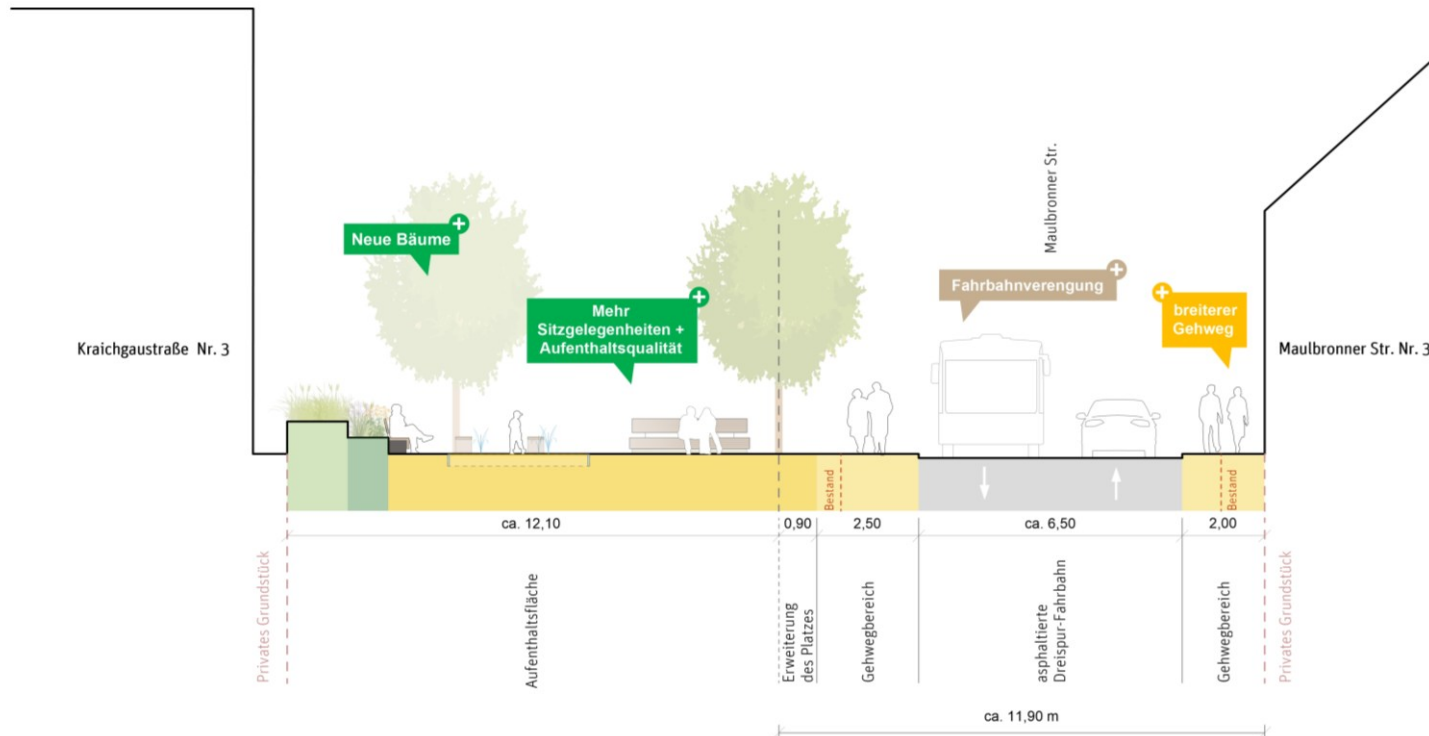 Maulbronner Str.
Neue Bäume
Fahrbahnverengung
Mehr
Sitzgelegenheiten +
Aufenthaltsqualität
breiterer
Gehweg
Kraichgaustraße Nr. 3
Maulbronner Str. Nr. 3
Bestand
Bestand
ca. 12,10
0,90
2,50
ca. 6,50
2,00
Privates Grundstück
Aufenthaltsfläche
Erweiterung
des Platzes
Gehwegbereich
asphaltierte
Dreispur-Fahrbahn
Gehwegbereich
Privates Grundstück
ca. 11,90 m